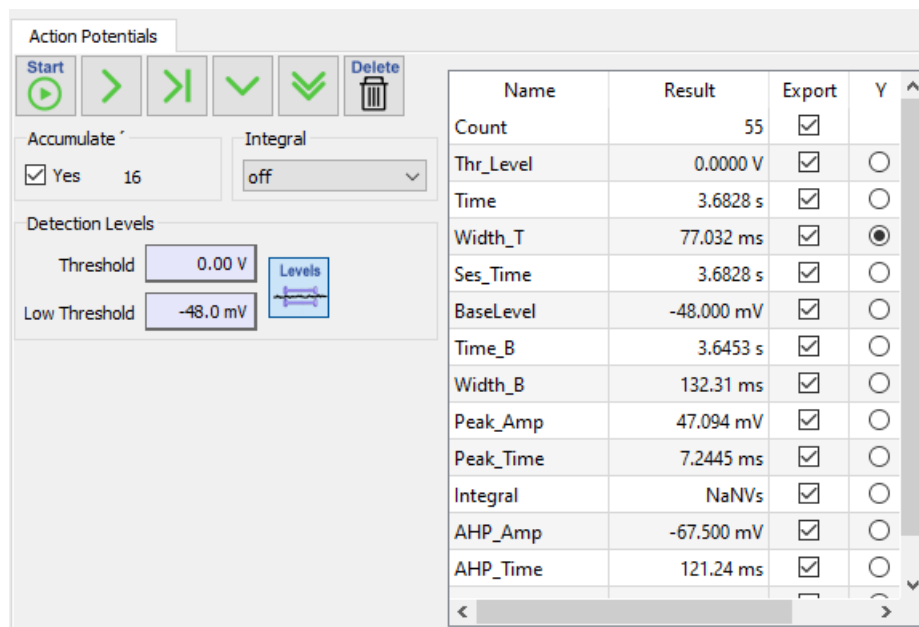 Action Potentials
Start
Delete
Accumulate ´
Yes 16
Integral
off
Detection Levels
Threshold 0.00 V
Low Threshold -48.0 mV
Levels
Name Result Export Y
Count 55
Thr_Level 0.0000 V
Time 3.6828 s
Width_T 77.032 ms
Ses_Time 3.6828 s
BaseLevel -48.000 mV
Time_B 3.6453 s
Width_B 132.31 ms
Peak_Amp 47.094 mV
Peak_Time 7.2445 ms
Integral NaNVs
AHP_Amp -67.500 mV
AHP_Time 121.24 ms